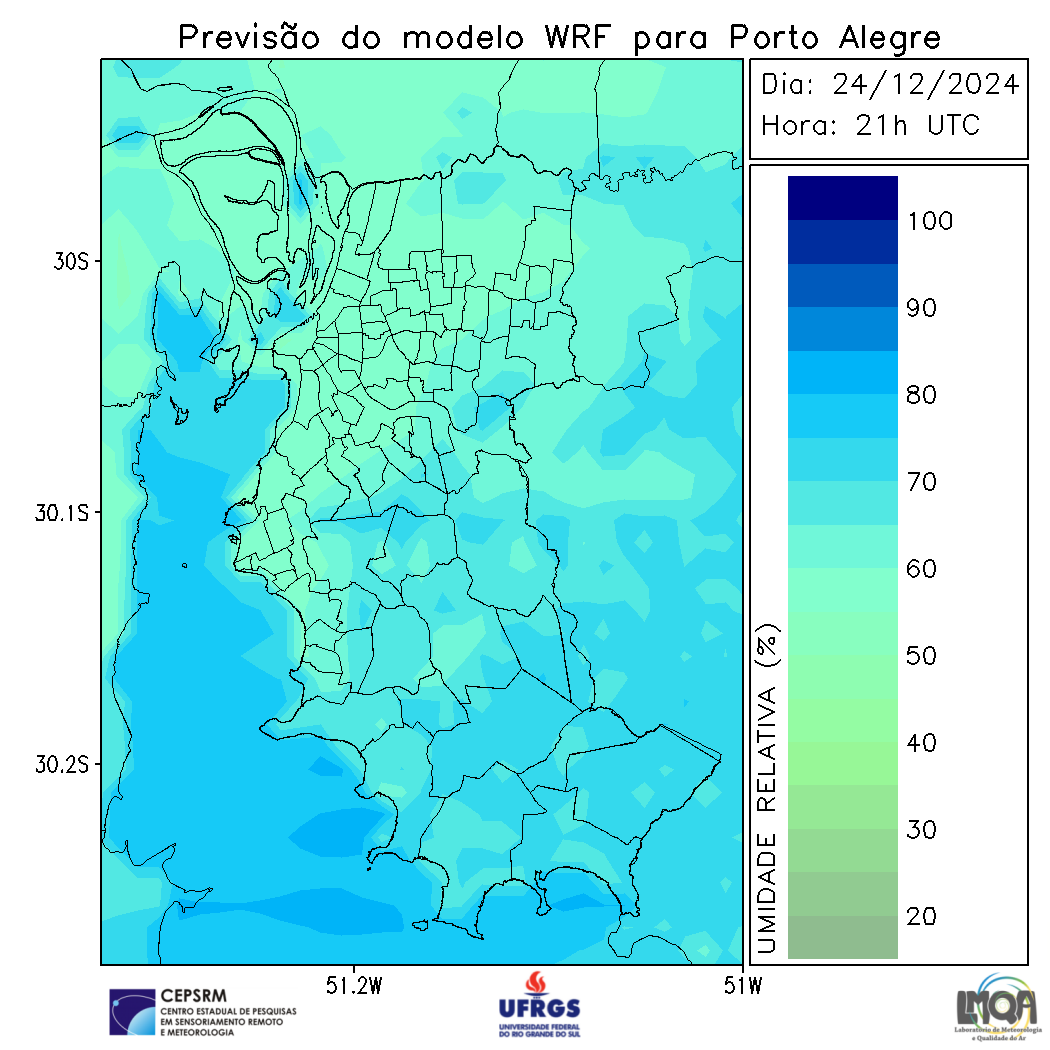 Previsão do modelo WRF para Porto Alegre
Dia: 24/12/2024
Hora: 21h UTC
30S
30.1S
30.2S
51.2W
51W
UMIDADE RELATIVA (%)
100
90
80
70
60
50
40
30
20
CEPSRM
CENTRO ESTADUAL DE PESQUISAS
EM SENSORIAMENTO REMOTO
E METEOROLOGIA
UFRGS
UNIVERSIDADE FEDERAL
DO RIO GRANDE DO SUL
LMQA
Laboratório de Meteorologia
e Qualidade do Ar